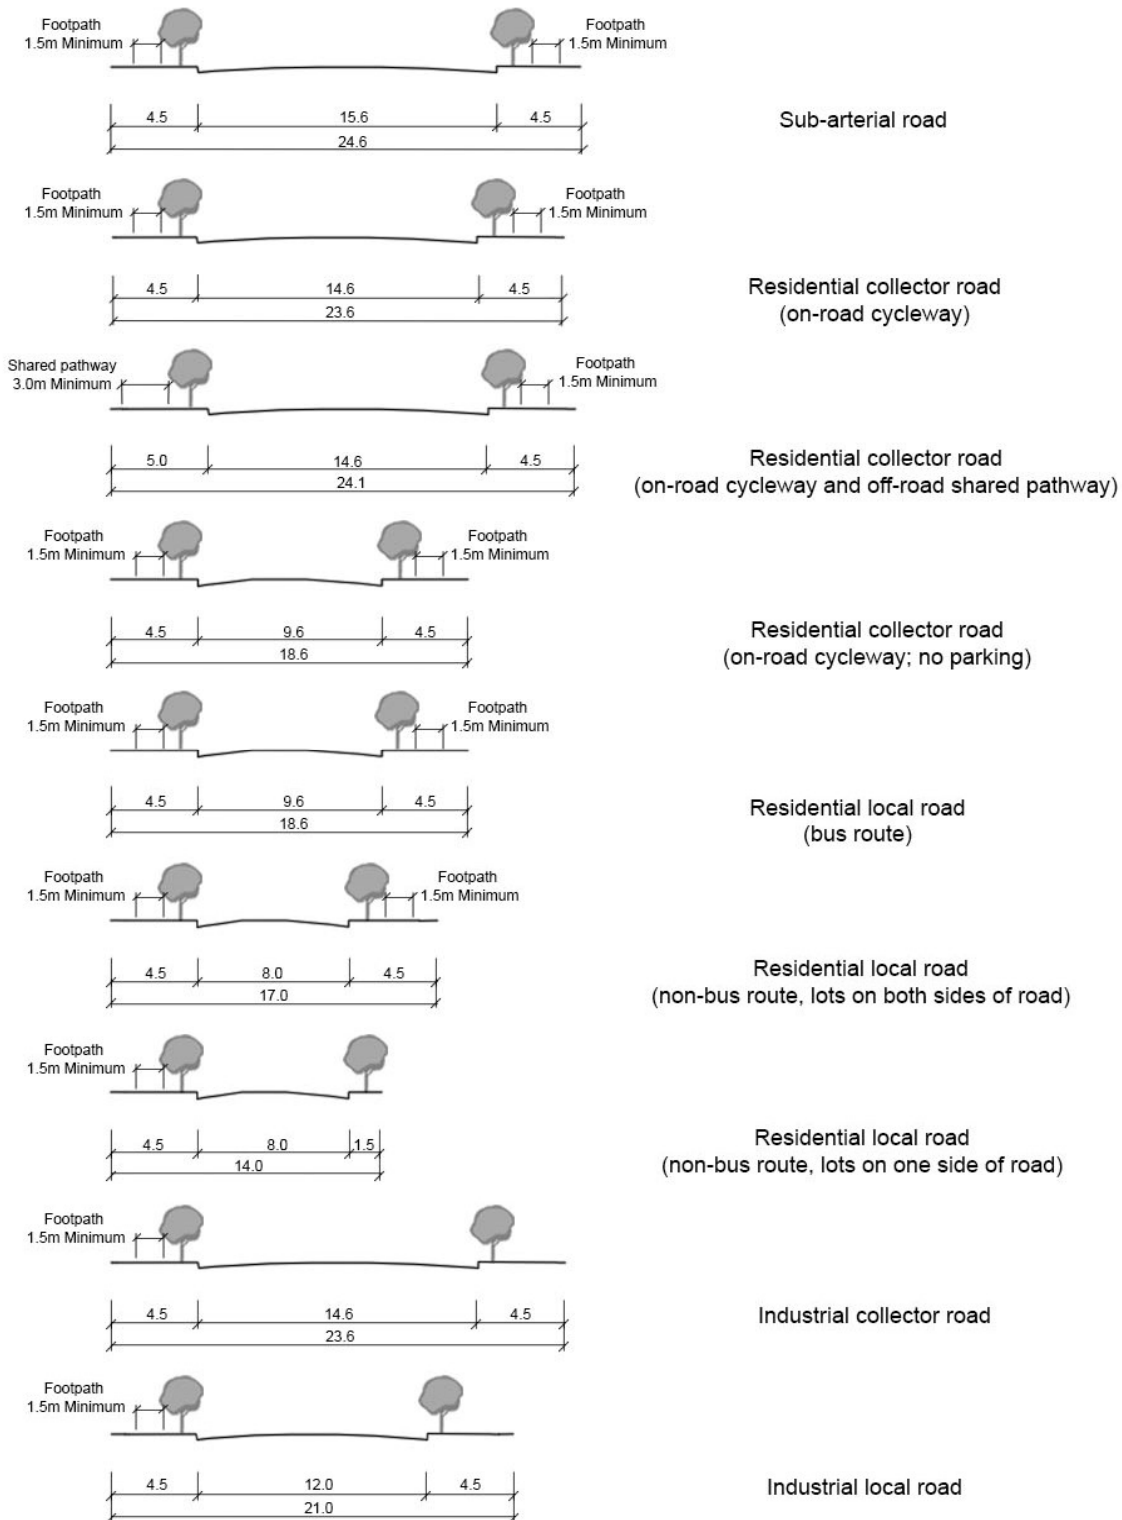 Footpath
1.5m Minimum
Footpath
1.5m Minimum
4.5
15.6
4.5
24.6
Sub-arterial road
Footpath
1.5m Minimum
Footpath
1.5m Minimum
4.5
14.6
4.5
23.6
Residential collector road
(on-road cycleway)
Shared pathway
3.0m Minimum
Footpath
1.5m Minimum
5.0
14.6
4.5
24.1
Residential collector road
(on-road cycleway and off-road shared pathway)
Footpath
1.5m Minimum
Footpath
1.5m Minimum
4.5
9.6
4.5
18.6
Residential collector road
(on-road cycleway; no parking)
Footpath
1.5m Minimum
Footpath
1.5m Minimum
4.5
9.6
4.5
18.6
Residential local road
(bus route)
Footpath
1.5m Minimum
Footpath
1.5m Minimum
4.5
8.0
4.5
17.0
Residential local road
(non-bus route, lots on both sides of road)
Footpath
1.5m Minimum
4.5
8.0
1.5
14.0
Residential local road
(non-bus route, lots on one side of road)
Footpath
1.5m Minimum
4.5
14.6
4.5
23.6
Industrial collector road
Footpath
1.5m Minimum
4.5
12.0
4.5
21.0
Industrial local road